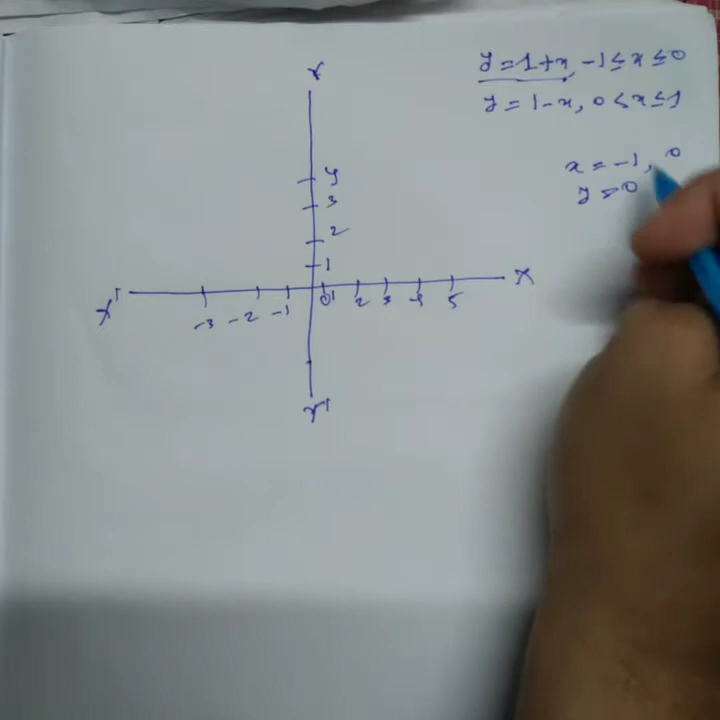 y = 1+x, -1 ≤ x ≤ 0
y = 1-x, 0 < x ≤ 1
x = -1, 0
y = 0
4
3
2
1
X
X'
-3 -2 -1 0 1 2 3 4 5